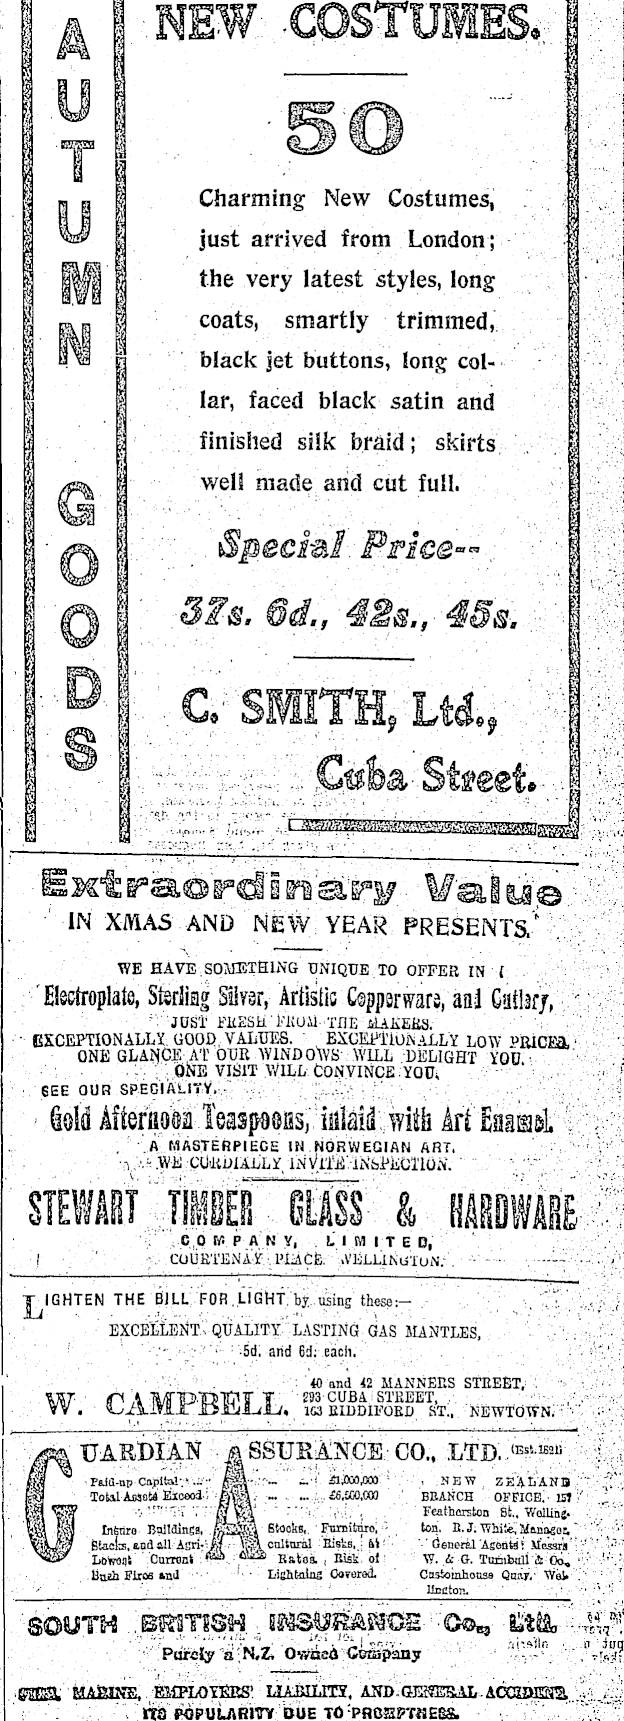 AUTUMN GOODS
NEW COSTUMES.
50
Charming New Costumes,
just arrived from London;
the very latest styles, long
coats, smartly trimmed,
black jet buttons, long col-
lar, faced black satin and
finished silk braid; skirts
well made and cut full.
Special Price--
37s. 6d., 42s., 45s.
C. SMITH, Ltd.,
Cuba Street.
Extraordinary Value
IN XMAS AND NEW YEAR PRESENTS.
WE HAVE SOMETHING UNIQUE TO OFFER IN
Electroplate, Sterling Silver, Artistic Copperware, and Cutlery,
JUST FRESH FROM THE MAKERS.
EXCEPTIONALLY GOOD VALUES. EXCEPTIONALLY LOW PRICES.
ONE GLANCE AT OUR WINDOWS WILL DELIGHT YOU.
ONE VISIT WILL CONVINCE YOU.
SEE OUR SPECIALITY.
Gold Afternoon Teaspoons, inlaid with Art Enamel.
A MASTERPIECE IN NORWEGIAN ART.
WE CORDIALLY INVITE INSPECTION.
STEWART TIMBER GLASS & HARDWARE
COMPANY, LIMITED,
COURTENAY PLACE WELLINGTON.
LIGHTEN THE BILL FOR LIGHT by using these:—
EXCELLENT QUALITY LASTING GAS MANTLES,
5d. and 6d. each.
W. CAMPBELL,
40 and 42 MANNERS STREET,
293 CUBA STREET,
163 RIDDIFORD ST., NEWTOWN.
GUARDIAN ASSURANCE CO., LTD. (Est. 1821)
Paid-up Capital ... ... ... £1,000,000
Total Assets Exceed ... ... £6,500,000
Insure Buildings, Stocks, Furniture,
Stacks, and all Agri- cultural Risks, at
Lowest Current Rates. Risk of
Bush Fires and Lightning Covered.
NEW ZEALAND
BRANCH OFFICE, 157
Featherston St., Welling-
ton. R. J. White, Manager.
General Agents: Messrs
W. & G. Turnbull & Co.,
Customhouse Quay, Wel-
lington.
SOUTH BRITISH INSURANCE Co., Ltd.
Purely a N.Z. Owned Company
FIRE, MARINE, EMPLOYERS' LIABILITY, AND GENERAL ACCIDENT.
ITS POPULARITY DUE TO PROMPTNESS.